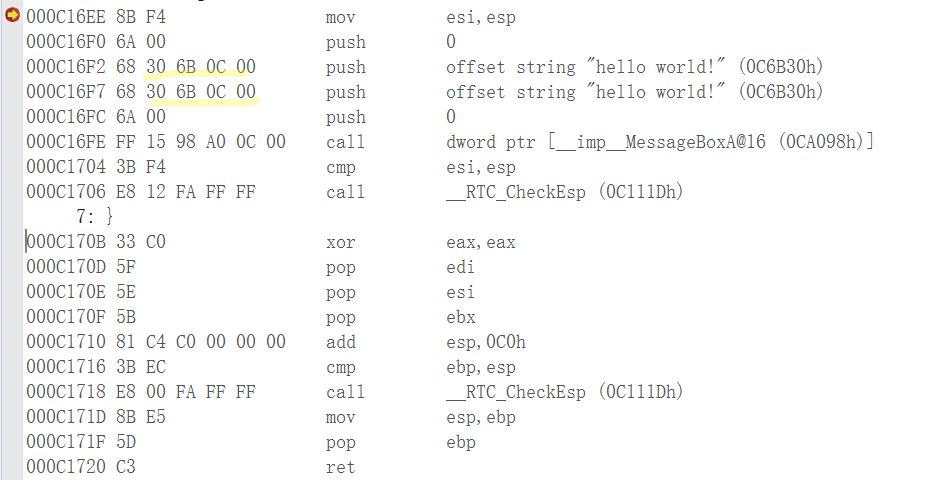 000C16EE 8B F4 mov esi,esp
000C16F0 6A 00 push 0
000C16F2 68 30 6B 0C 00 push offset string "hello world!" (0C6B30h)
000C16F7 68 30 6B 0C 00 push offset string "hello world!" (0C6B30h)
000C16FC 6A 00 push 0
000C16FE FF 15 98 A0 0C 00 call dword ptr [__imp__MessageBoxA@16 (0CA098h)]
000C1704 3B F4 cmp esi,esp
000C1706 E8 12 FA FF FF call __RTC_CheckEsp (0C111Dh)
7: }
000C170B 33 C0 xor eax,eax
000C170D 5F pop edi
000C170E 5E pop esi
000C170F 5B pop ebx
000C1710 81 C4 C0 00 00 00 add esp,0C0h
000C1716 3B EC cmp ebp,esp
000C1718 E8 00 FA FF FF call __RTC_CheckEsp (0C111Dh)
000C171D 8B E5 mov esp,ebp
000C171F 5D pop ebp
000C1720 C3 ret